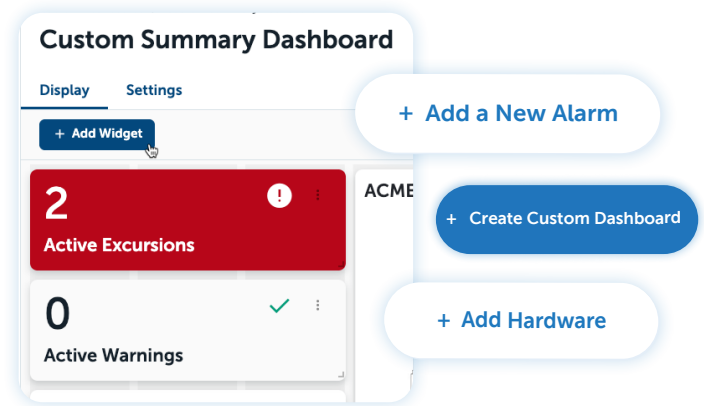 Custom Summary Dashboard
Display Settings
+ Add Widget
+ Add a New Alarm
2
Active Excursions
ACME
+ Create Custom Dashboard
0
Active Warnings
+ Add Hardware